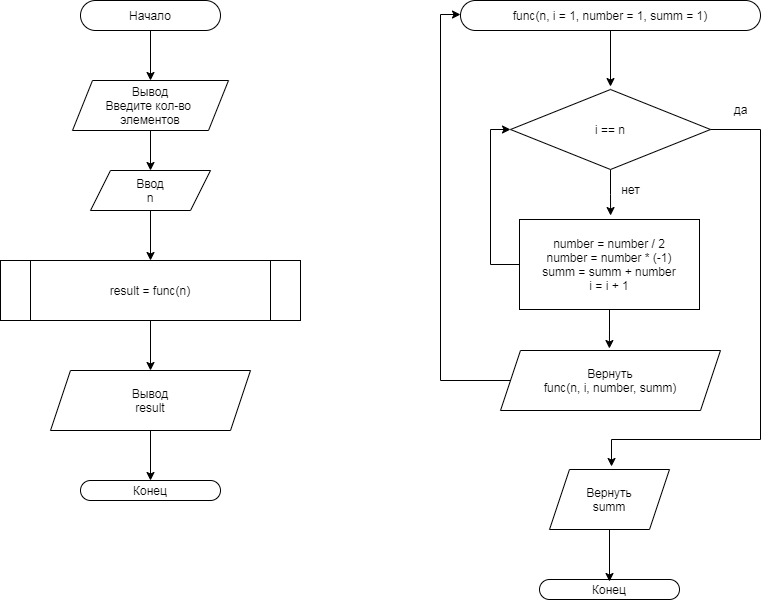 Начало
Вывод
Введите кол-во
элементов
Ввод
n
result = func(n)
Вывод
result
Конец
func(n, i = 1, number = 1, summ = 1)
i == n
да
нет
number = number / 2
number = number * (-1)
summ = summ + number
i = i + 1
Вернуть
func(n, i, number, summ)
Вернуть
summ
Конец